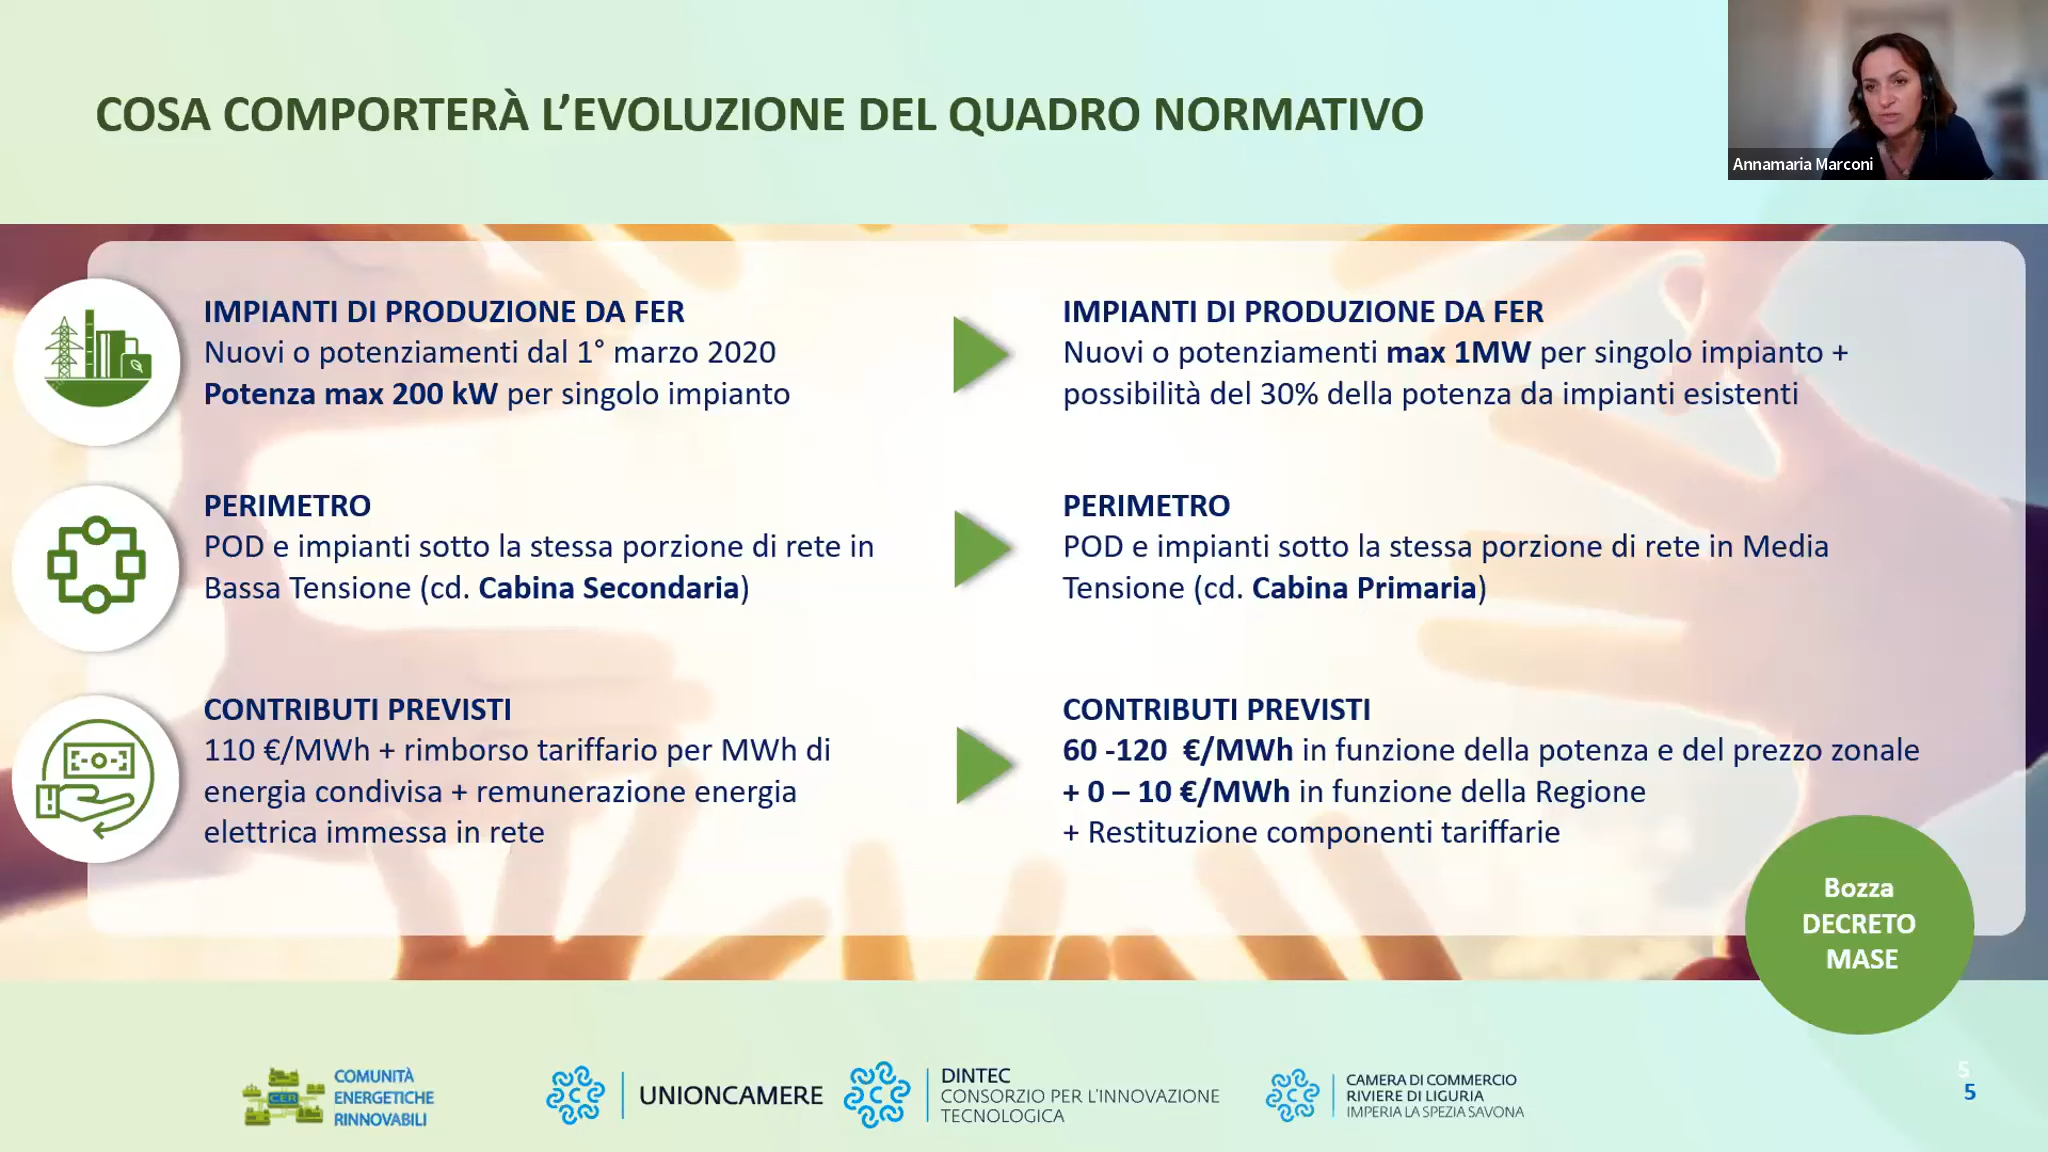 COSA COMPORTERÀ L'EVOLUZIONE DEL QUADRO NORMATIVO
Annamaria Marconi
IMPIANTI DI PRODUZIONE DA FER
Nuovi o potenziamenti dal 1° marzo 2020
Potenza max 200 kW per singolo impianto
IMPIANTI DI PRODUZIONE DA FER
Nuovi o potenziamenti max 1MW per singolo impianto +
possibilità del 30% della potenza da impianti esistenti
PERIMETRO
POD e impianti sotto la stessa porzione di rete in
Bassa Tensione (cd. Cabina Secondaria)
PERIMETRO
POD e impianti sotto la stessa porzione di rete in Media
Tensione (cd. Cabina Primaria)
CONTRIBUTI PREVISTI
110 €/MWh + rimborso tariffario per MWh di
energia condivisa + remunerazione energia
elettrica immessa in rete
CONTRIBUTI PREVISTI
60 -120 €/MWh in funzione della potenza e del prezzo zonale
+ 0 – 10 €/MWh in funzione della Regione
+ Restituzione componenti tariffarie
Bozza
DECRETO
MASE
CER
COMUNITÀ
ENERGETICHE
RINNOVABILI
UNIONCAMERE
DINTEC
CONSORZIO PER L'INNOVAZIONE
TECNOLOGICA
CAMERA DI COMMERCIO
RIVIERE DI LIGURIA
IMPERIA LA SPEZIA SAVONA
5
5